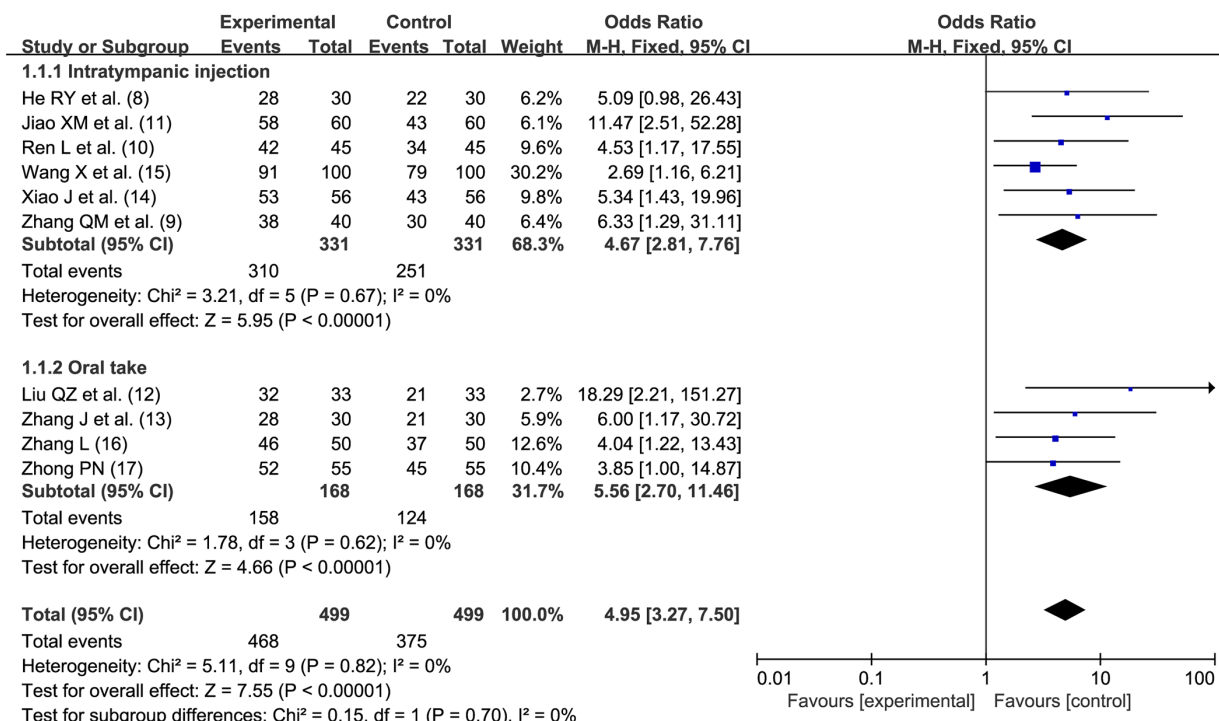 Experimental Control Odds Ratio Odds Ratio
Study or Subgroup Events Total Events Total Weight M-H, Fixed, 95% CI M-H, Fixed, 95% CI
1.1.1 Intratympanic injection
He RY et al. (8) 28 30 22 30 6.2% 5.09 [0.98, 26.43]
Jiao XM et al. (11) 58 60 43 60 6.1% 11.47 [2.51, 52.28]
Ren L et al. (10) 42 45 34 45 9.6% 4.53 [1.17, 17.55]
Wang X et al. (15) 91 100 79 100 30.2% 2.69 [1.16, 6.21]
Xiao J et al. (14) 53 56 43 56 9.8% 5.34 [1.43, 19.96]
Zhang QM et al. (9) 38 40 30 40 6.4% 6.33 [1.29, 31.11]
Subtotal (95% CI) 331 331 68.3% 4.67 [2.81, 7.76]
Total events 310 251
Heterogeneity: Chi² = 3.21, df = 5 (P = 0.67); I² = 0%
Test for overall effect: Z = 5.95 (P < 0.00001)
1.1.2 Oral take
Liu QZ et al. (12) 32 33 21 33 2.7% 18.29 [2.21, 151.27]
Zhang J et al. (13) 28 30 21 30 5.9% 6.00 [1.17, 30.72]
Zhang L (16) 46 50 37 50 12.6% 4.04 [1.22, 13.43]
Zhong PN (17) 52 55 45 55 10.4% 3.85 [1.00, 14.87]
Subtotal (95% CI) 168 168 31.7% 5.56 [2.70, 11.46]
Total events 158 124
Heterogeneity: Chi² = 1.78, df = 3 (P = 0.62); I² = 0%
Test for overall effect: Z = 4.66 (P < 0.00001)
Total (95% CI) 499 499 100.0% 4.95 [3.27, 7.50]
Total events 468 375
Heterogeneity: Chi² = 5.11, df = 9 (P = 0.82); I² = 0%
Test for overall effect: Z = 7.55 (P < 0.00001)
Test for subgroup differences: Chi² = 0.15, df = 1 (P = 0.70), I² = 0%
0.01 0.1 1 10 100
Favours [experimental] Favours [control]